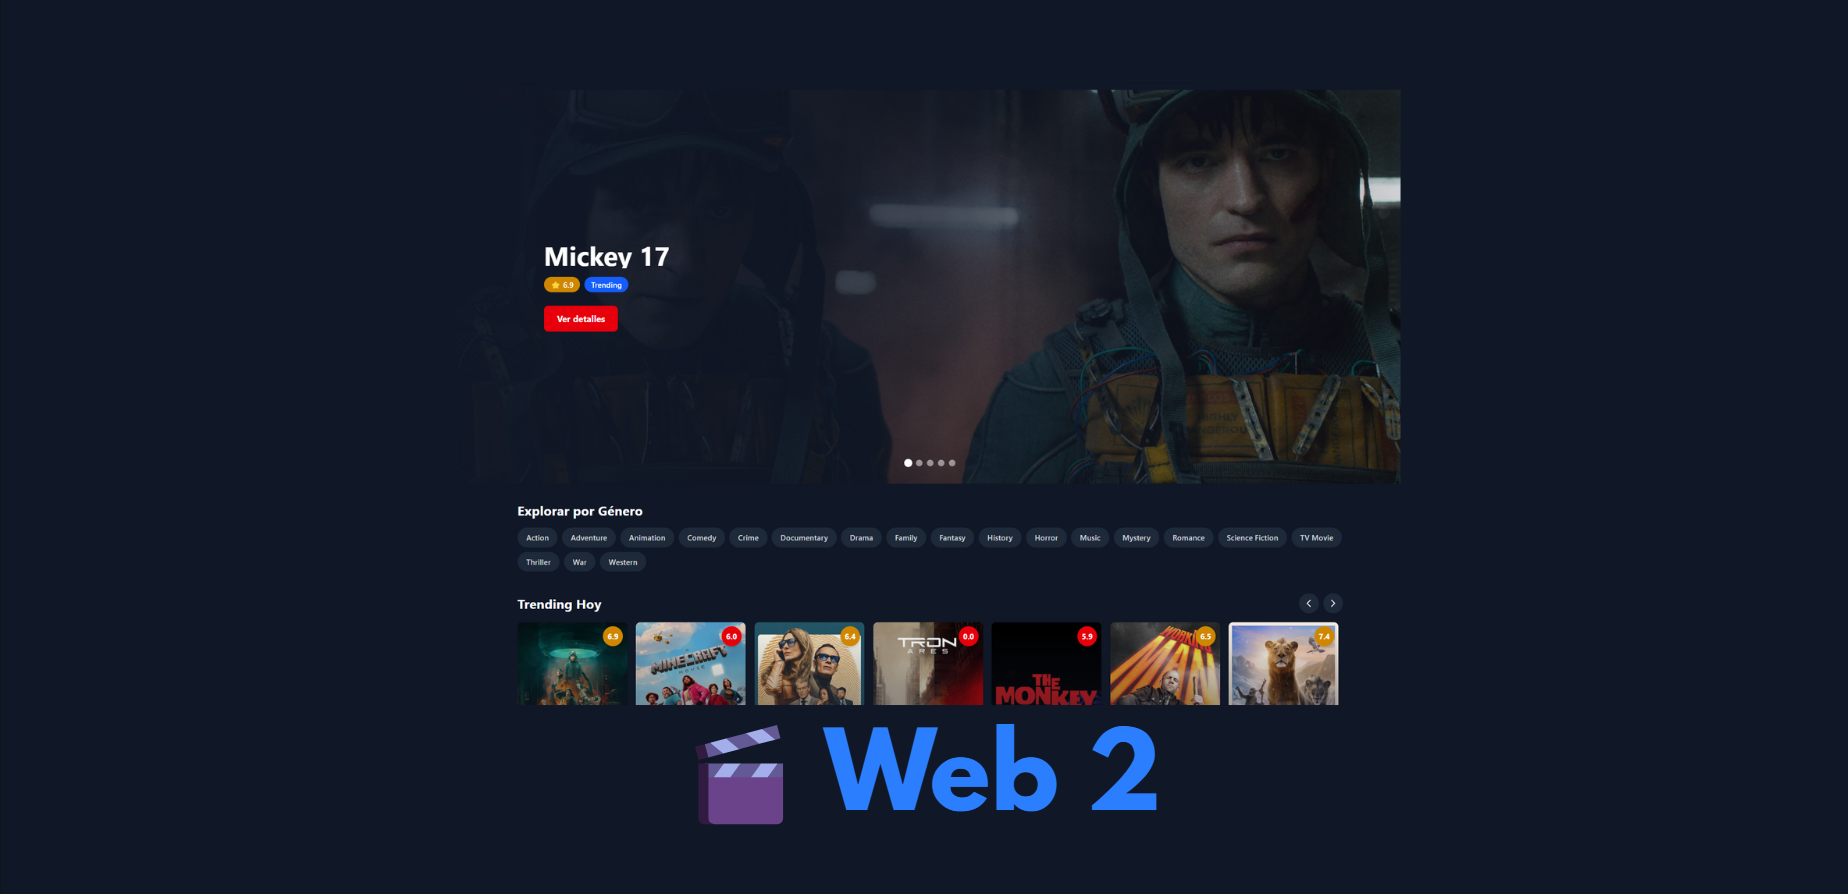 Mickey 17
6.9 Trending
Ver detalles
Explorar por Género
Action Adventure Animation Comedy Crime Documentary Drama Family Fantasy History Horror Music Mystery Romance Science Fiction TV Movie
Thriller War Western
Trending Hoy
6.9 6.0 6.4 0.0 5.9 6.5 7.4
MINECRAFT
MOVIE
TRON
ARES
THE
MONKEY
Web 2